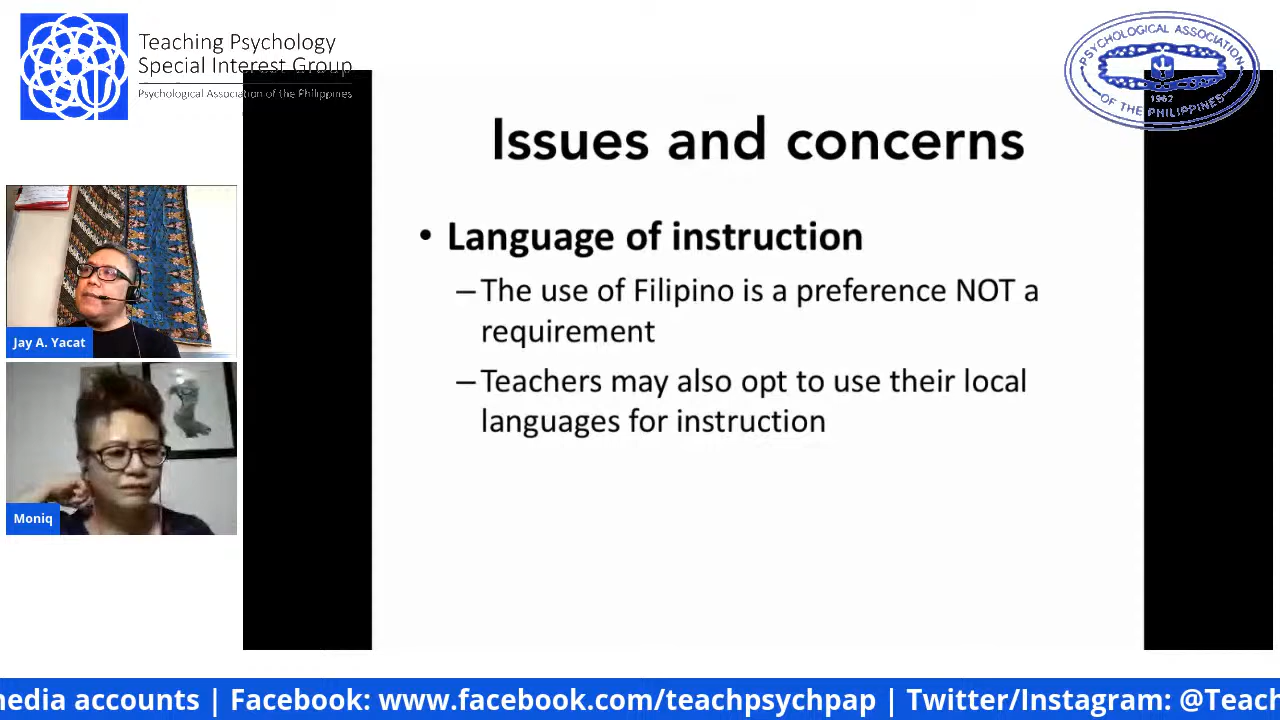 Teaching Psychology
Special Interest Group
Psychological Association of the Philippines
PSYCHOLOGICAL ASSOCIATION
1962
OF THE PHILIPPINES
Issues and concerns
• Language of instruction
– The use of Filipino is a preference NOT a
requirement
– Teachers may also opt to use their local
languages for instruction
Jay A. Yacat
Moniq
media accounts | Facebook: www.facebook.com/teachpsychpap | Twitter/Instagram: @Teach